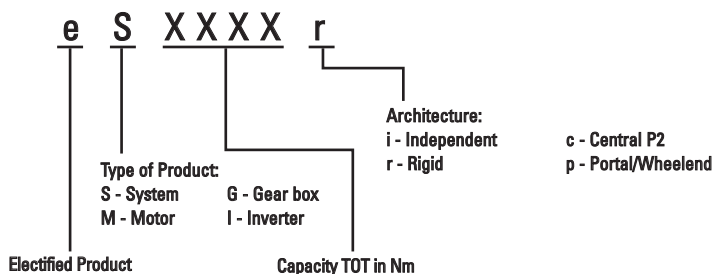 e S X X X X r
Architecture:
i - Independent c - Central P2
r - Rigid p - Portal/Wheelend
Type of Product:
S - System G - Gear box
M - Motor I - Inverter
Electified Product Capacity TOT in Nm